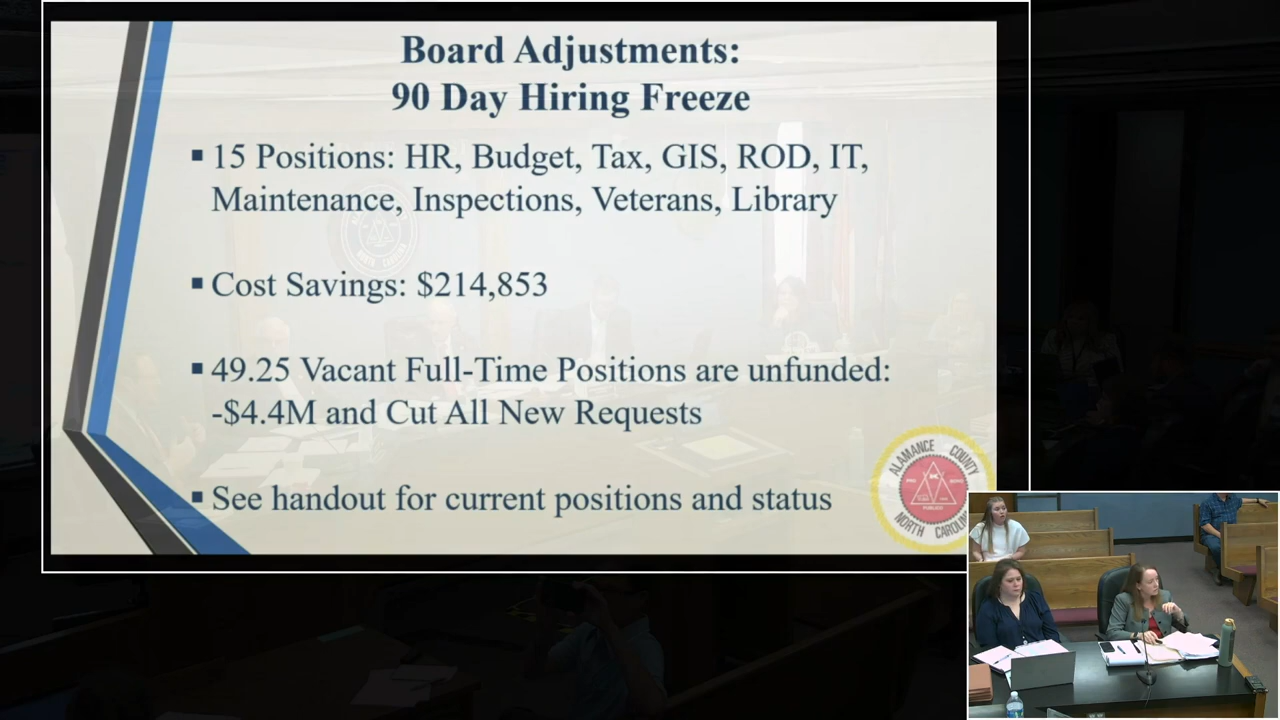 Board Adjustments:
90 Day Hiring Freeze
▪ 15 Positions: HR, Budget, Tax, GIS, ROD, IT,
Maintenance, Inspections, Veterans, Library
▪ Cost Savings: $214,853
▪ 49.25 Vacant Full-Time Positions are unfunded:
-$4.4M and Cut All New Requests
▪ See handout for current positions and status
ALAMANCE COUNTY
NORTH CAROLINA